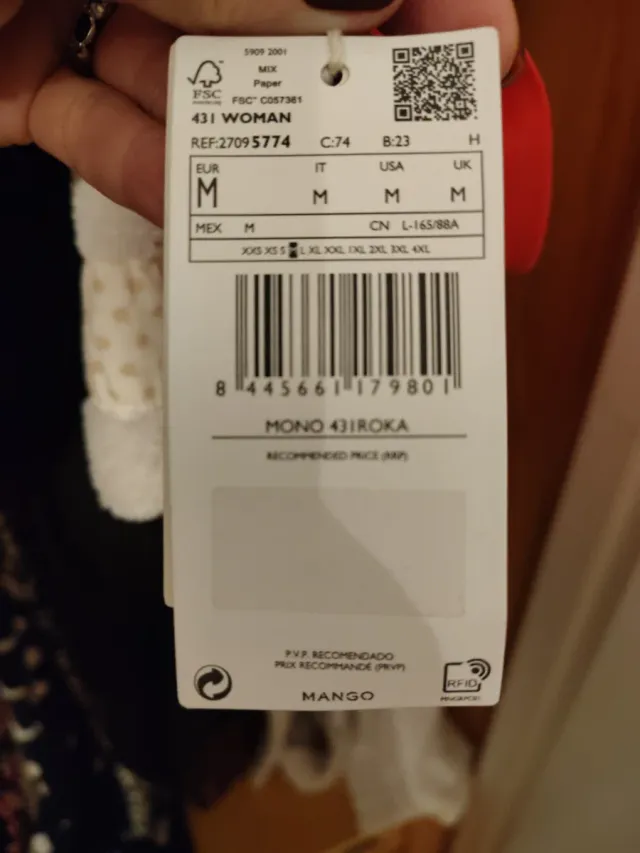 5909 2001
MIX
Paper
FSC
FSC® C057361
431 WOMAN
REF:27095774 C:74 B:23 H
EUR IT USA UK
M M M M
MEX M CN L-165/88A
XXS XS S M L XL XXL 1XL 2XL 3XL 4XL
8 445661 179801
MONO 431ROKA
RECOMMENDED PRICE (RRP)
P.V.P. RECOMENDADO
PRIX RECOMMANDÉ (PRVP)
RFID
MANGO